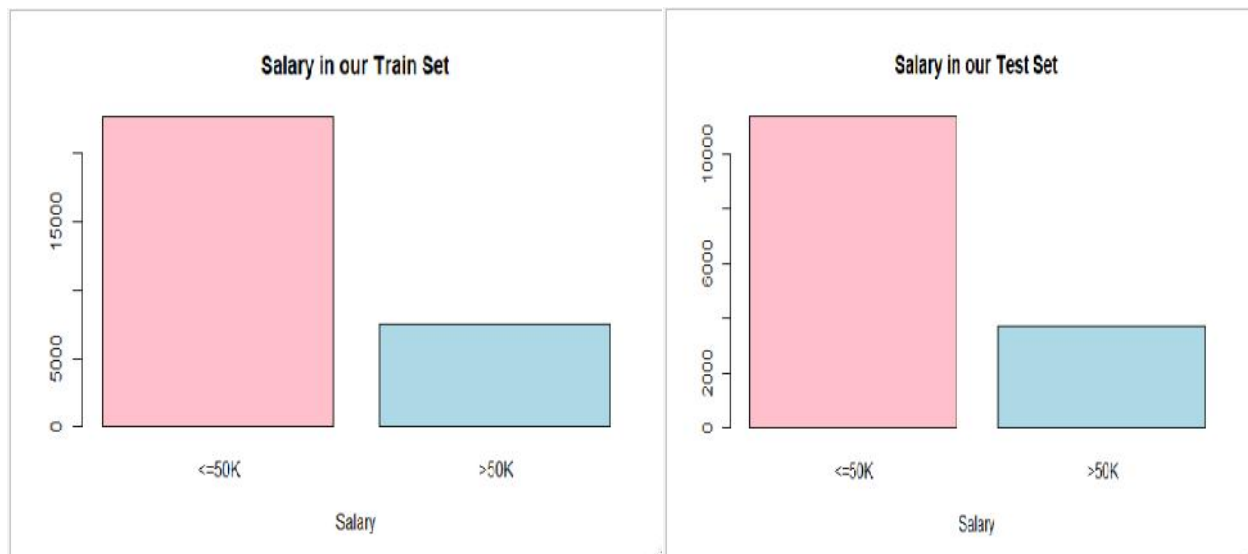 Salary in our Train Set
15000
5000
0
<=50K >50K
Salary
Salary in our Test Set
10000
6000
2000
0
<=50K >50K
Salary